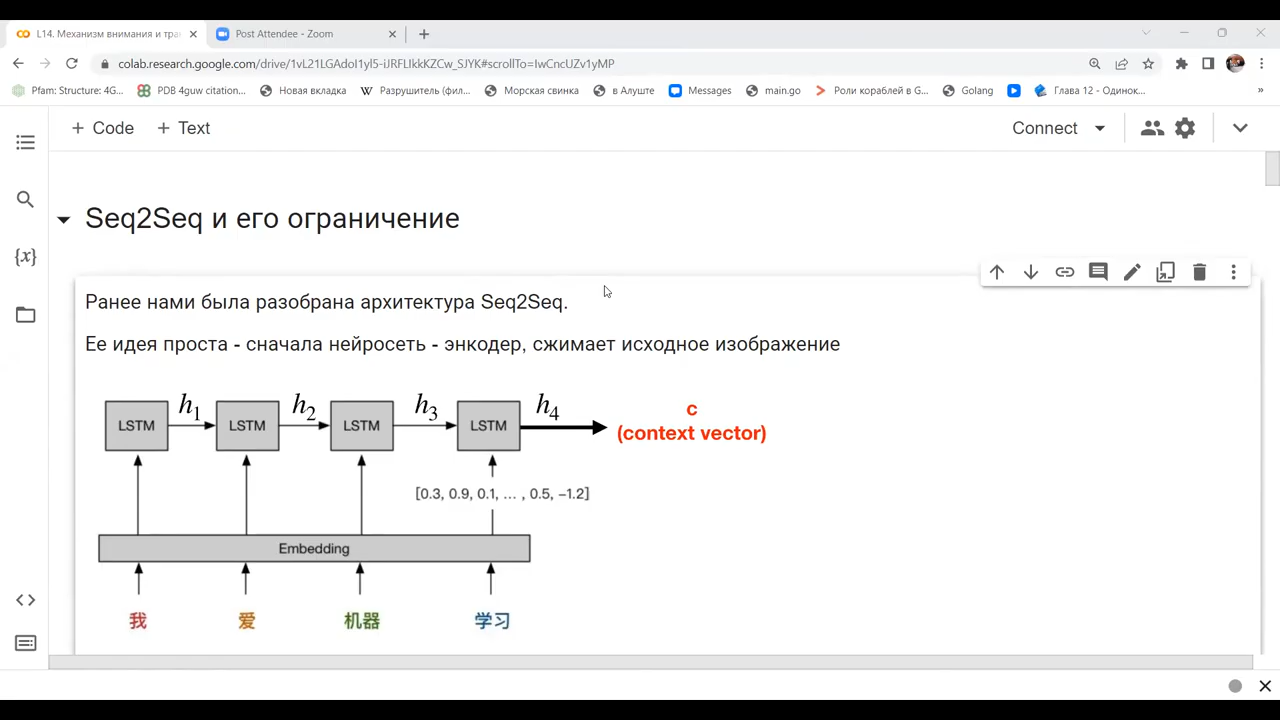 L14. Механизм внимания и тра
Post Attendee - Zoom
colab.research.google.com/drive/1vL21LGAdoI1yl5-iJRFLIkkKZCw_SJYK#scrollTo=IwCncUZv1yMP
Pfam: Structure: 4G...
PDB 4guw citation...
Новая вкладка
Разрушитель (фил...
Морская свинка
в Алуште
Messages
main.go
Роли кораблей в G...
Golang
Глава 12 - Одинок...
»
+ Code + Text
Connect
{x}
Seq2Seq и его ограничение
Ранее нами была разобрана архитектура Seq2Seq.
Ее идея проста - сначала нейросеть - энкодер, сжимает исходное изображение
h1 h2 h3 h4
LSTM LSTM LSTM LSTM
c
(context vector)
[0.3, 0.9, 0.1, … , 0.5, −1.2]
Embedding
我 爱 机器 学习